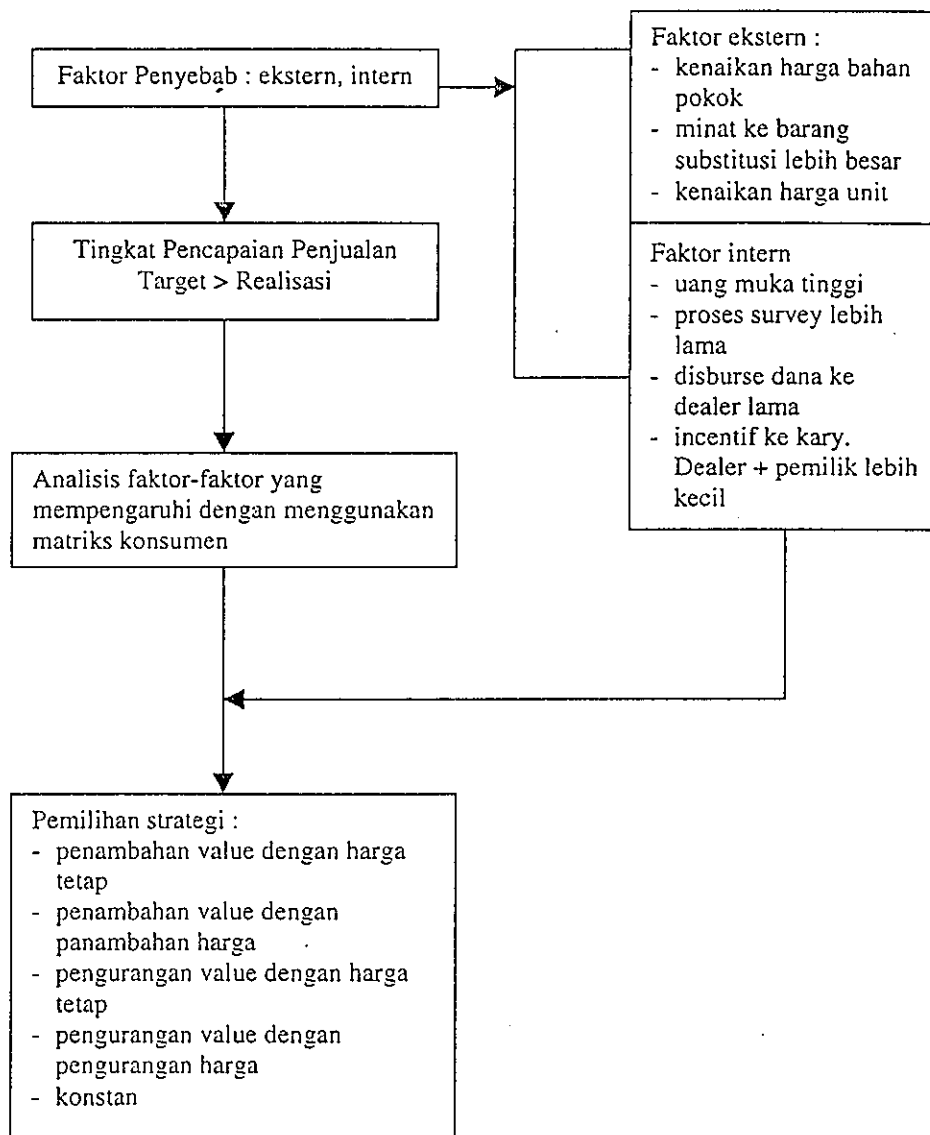 Faktor Penyebab : ekstern, intern
Faktor ekstern :
- kenaikan harga bahan
pokok
- minat ke barang
substitusi lebih besar
- kenaikan harga unit
Tingkat Pencapaian Penjualan
Target > Realisasi
Faktor intern
- uang muka tinggi
- proses survey lebih
lama
- disburse dana ke
dealer lama
- incentif ke kary.
Dealer + pemilik lebih
kecil
Analisis faktor-faktor yang
mempengaruhi dengan menggunakan
matriks konsumen
Pemilihan strategi :
- penambahan value dengan harga
tetap
- penambahan value dengan
panambahan harga
- pengurangan value dengan harga
tetap
- pengurangan value dengan
pengurangan harga
- konstan